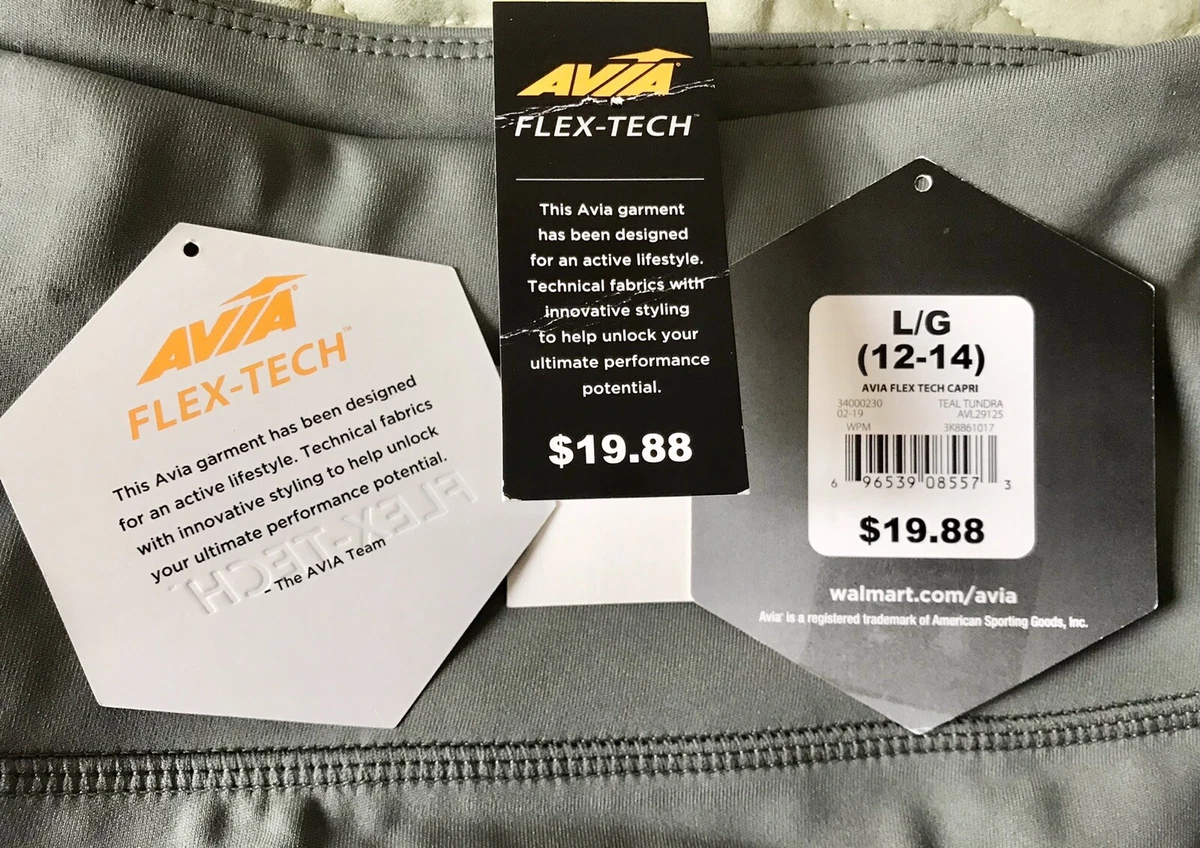 AVIA
FLEX-TECH™
This Avia garment has been designed
for an active lifestyle. Technical fabrics
with innovative styling to help unlock
your ultimate performance potential.
- The AVIA Team
FLEX-TECH
AVIA®
FLEX-TECH™
This Avia garment
has been designed
for an active lifestyle.
Technical fabrics with
innovative styling
to help unlock your
ultimate performance
potential.
$19.88
L/G
(12-14)
AVIA FLEX TECH CAPRI
34000230 TEAL TUNDRA
02-19 AVL29125
WPM 3K8861017
6 96539 08557 3
$19.88
walmart.com/avia
Avia® is a registered trademark of American Sporting Goods, Inc.